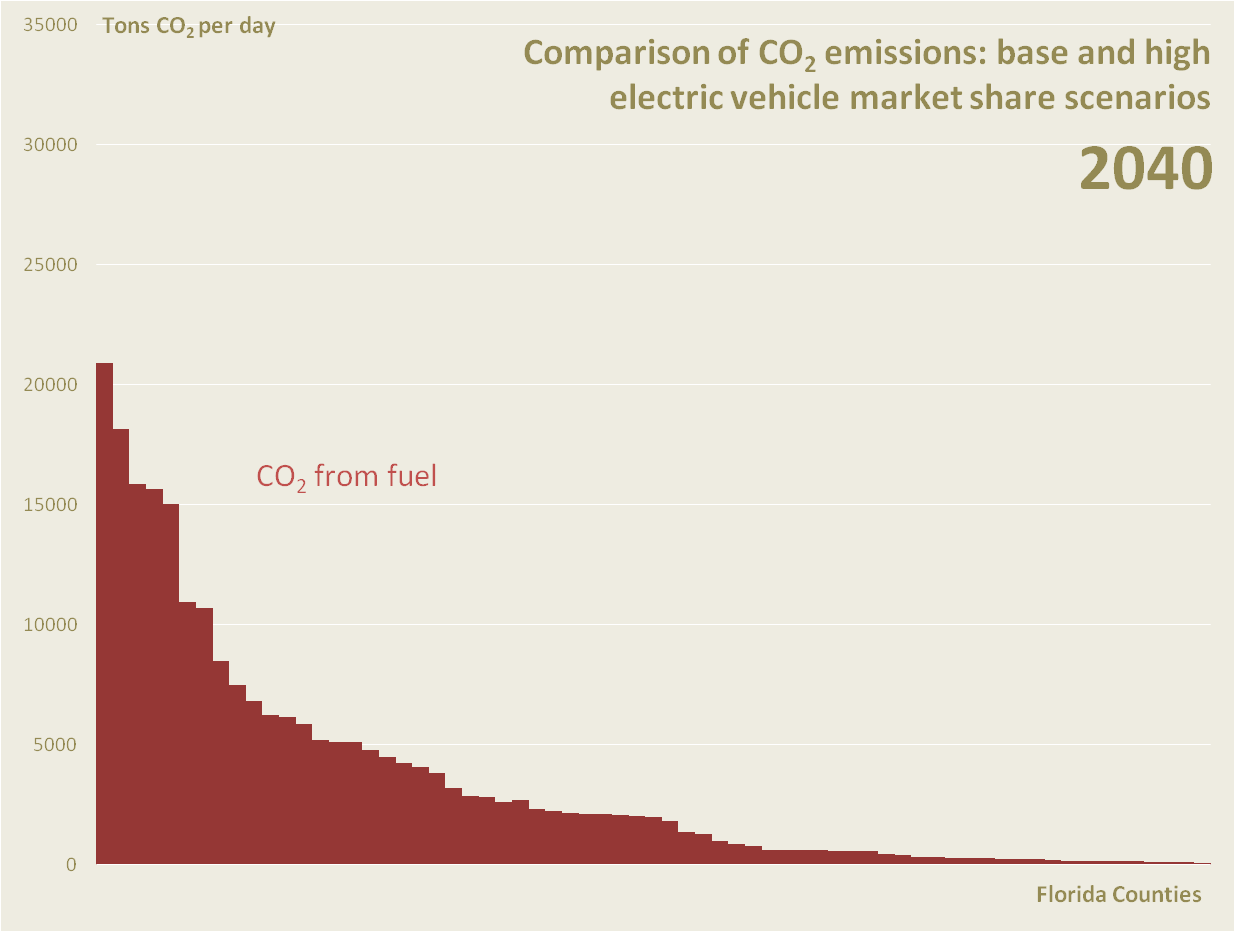 35000 Tons CO₂ per day
Comparison of CO₂ emissions: base and high
electric vehicle market share scenarios
30000
2040
25000
20000
CO₂ from fuel
15000
10000
5000
0
Florida Counties